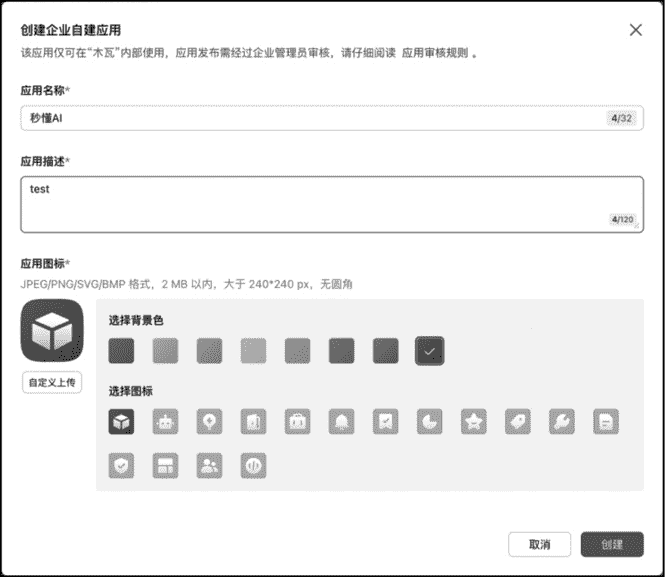 创建企业自建应用
该应用仅可在“木瓦”内部使用，应用发布需经过企业管理员审核，请仔细阅读 应用审核规则 。
应用名称*
秒懂AI
4/32
应用描述*
test
4/120
应用图标*
JPEG/PNG/SVG/BMP 格式，2 MB 以内，大于 240*240 px，无圆角
选择背景色
自定义上传
选择图标
取消
创建